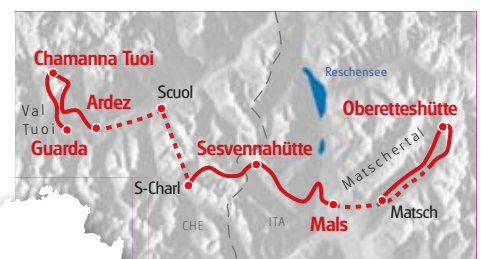 Chamanna Tuoi
Reschensee
Scuol
Ardez
Oberetteshütte
Val
Tuoi
Guarda
Sesvennahütte
Matschertal
S-Charl
Matsch
Mals
CHE
ITA